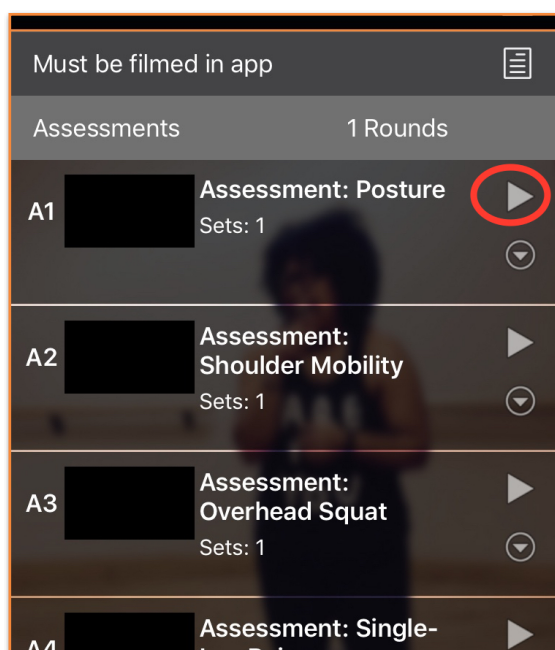 Must be filmed in app
Assessments 1 Rounds
A1
Assessment: Posture
Sets: 1
A2
Assessment:
Shoulder Mobility
Sets: 1
A3
Assessment:
Overhead Squat
Sets: 1
A4
Assessment: Single-